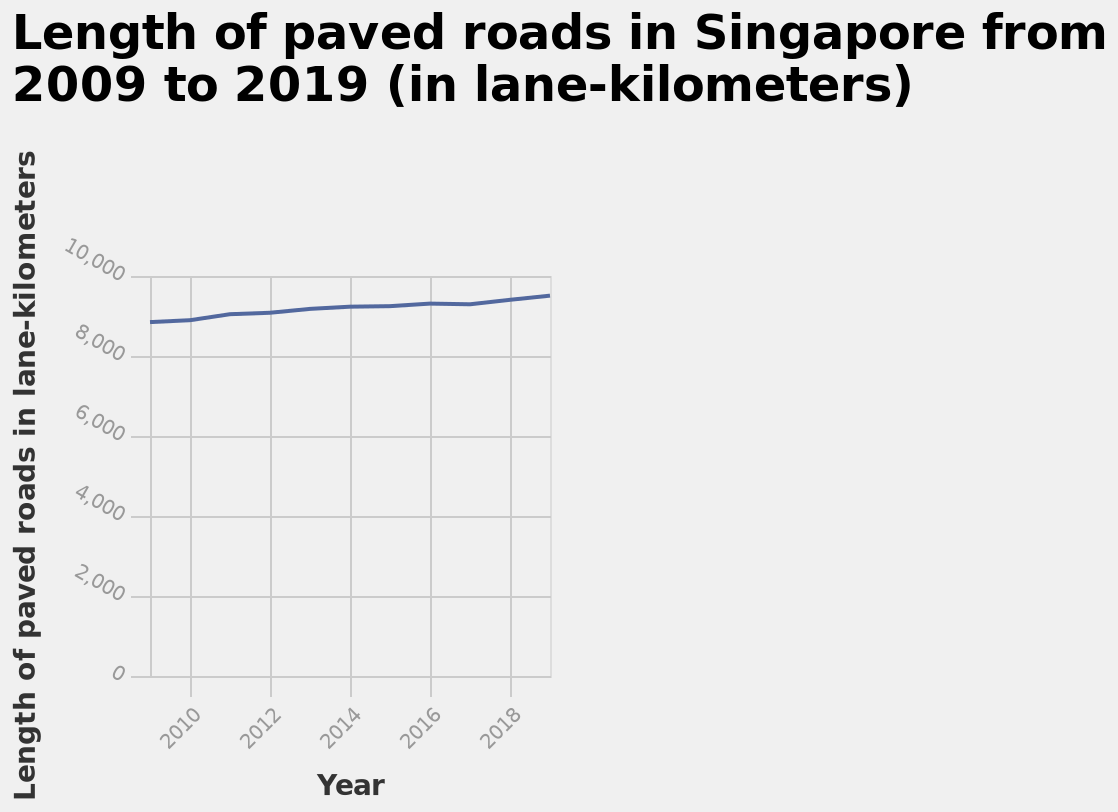 Length of paved roads in Singapore from
2009 to 2019 (in lane-kilometers)
Length of paved roads in lane-kilometers
10,000
8,000
6,000
4,000
2,000
0
2010
2012
2014
2016
2018
Year